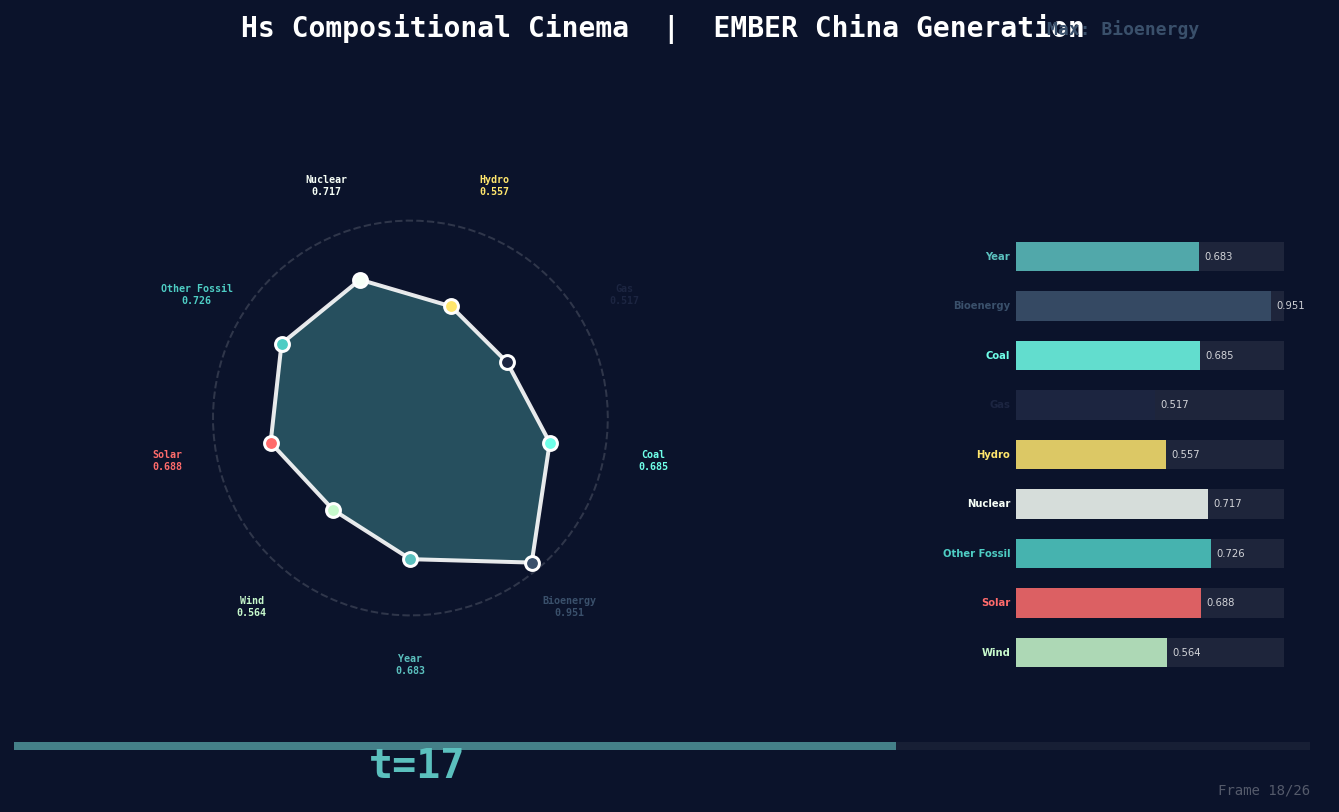 Hs Compositional Cinema | EMBER China Generation
Max: Bioenergy
Nuclear
0.717
Hydro
0.557
Other Fossil
0.726
Gas
0.517
Solar
0.688
Coal
0.685
Wind
0.564
Bioenergy
0.951
Year
0.683
Year 0.683
Bioenergy 0.951
Coal 0.685
Gas 0.517
Hydro 0.557
Nuclear 0.717
Other Fossil 0.726
Solar 0.688
Wind 0.564
t=17
Frame 18/26